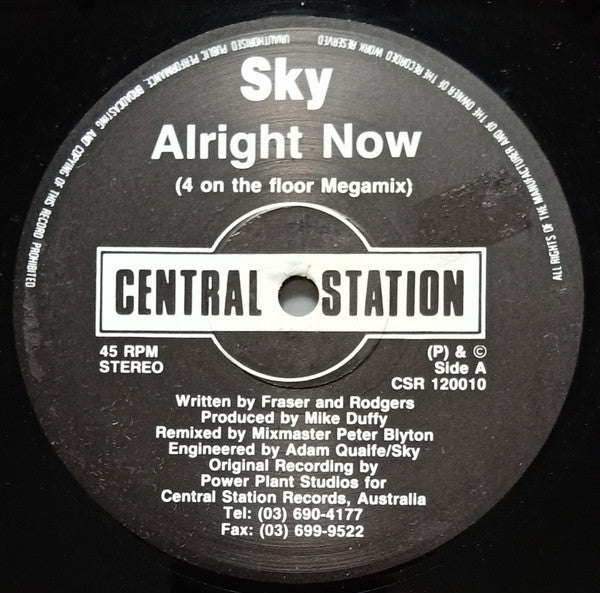 Sky
Alright Now
(4 on the floor Megamix)
CENTRAL STATION
45 RPM
STEREO
(P) & ©
Side A
CSR 120010
Written by Fraser and Rodgers
Produced by Mike Duffy
Remixed by Mixmaster Peter Blyton
Engineered by Adam Quaife/Sky
Original Recording by
Power Plant Studios for
Central Station Records, Australia
Tel: (03) 690-4177
Fax: (03) 699-9522
ALL RIGHTS OF THE MANUFACTURER AND OF THE OWNER OF THE RECORDED WORK RESERVED
UNAUTHORISED PUBLIC PERFORMANCE BROADCASTING AND COPYING OF THIS RECORD PROHIBITED